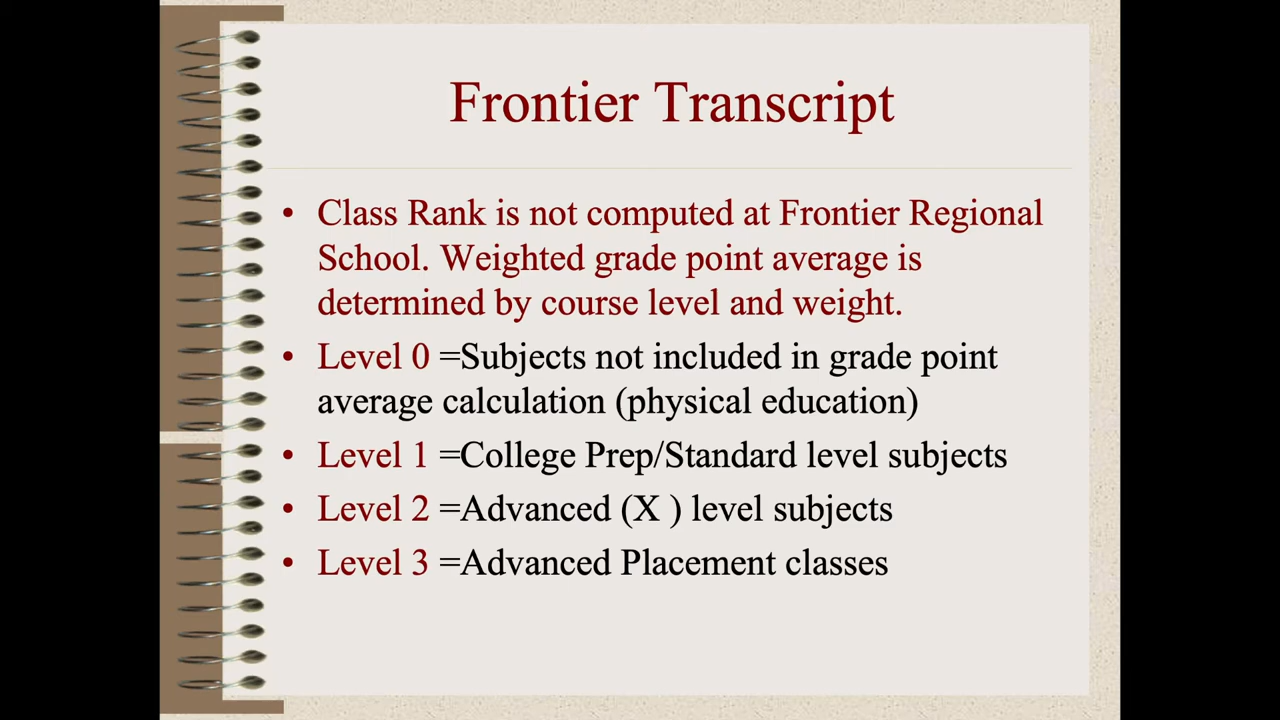 Frontier Transcript
• Class Rank is not computed at Frontier Regional
School. Weighted grade point average is
determined by course level and weight.
• Level 0 =Subjects not included in grade point
average calculation (physical education)
• Level 1 =College Prep/Standard level subjects
• Level 2 =Advanced (X ) level subjects
• Level 3 =Advanced Placement classes